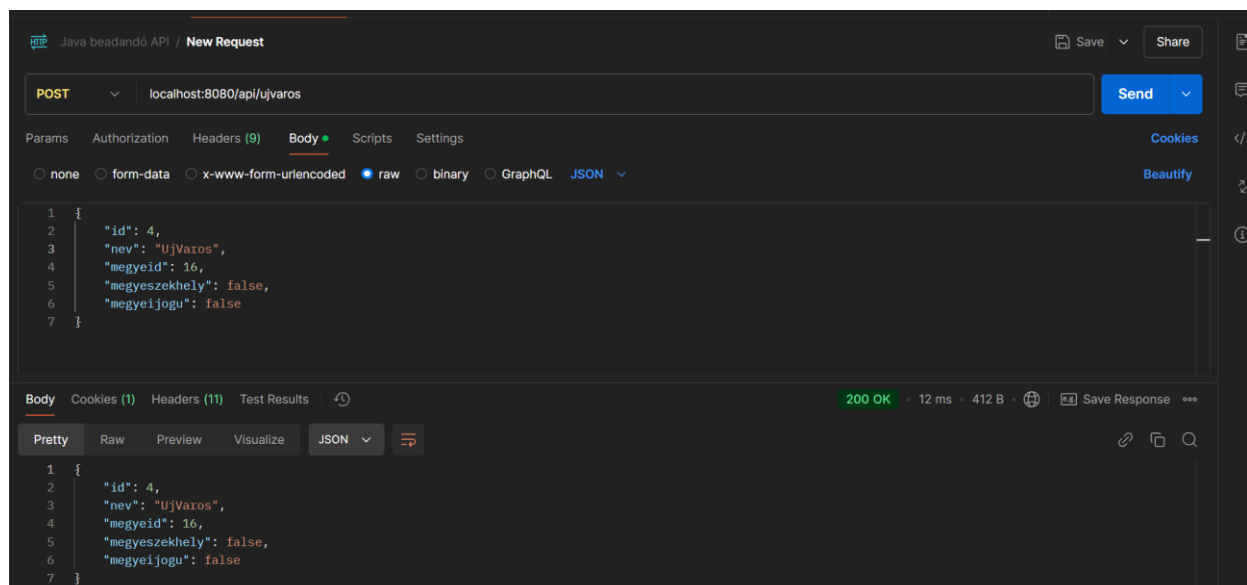 HTTP Java beadandó API / New Request Save Share
POST localhost:8080/api/ujvaros Send
Params Authorization Headers (9) Body Scripts Settings Cookies
none form-data x-www-form-urlencoded raw binary GraphQL JSON Beautify
1 {
2 "id": 4,
3 "nev": "UjVaros",
4 "megyeid": 16,
5 "megyeszekhely": false,
6 "megyeijogu": false
7 }
Body Cookies (1) Headers (11) Test Results 200 OK 12 ms 412 B e.g. Save Response
Pretty Raw Preview Visualize JSON
1 {
2 "id": 4,
3 "nev": "UjVaros",
4 "megyeid": 16,
5 "megyeszekhely": false,
6 "megyeijogu": false
7 }